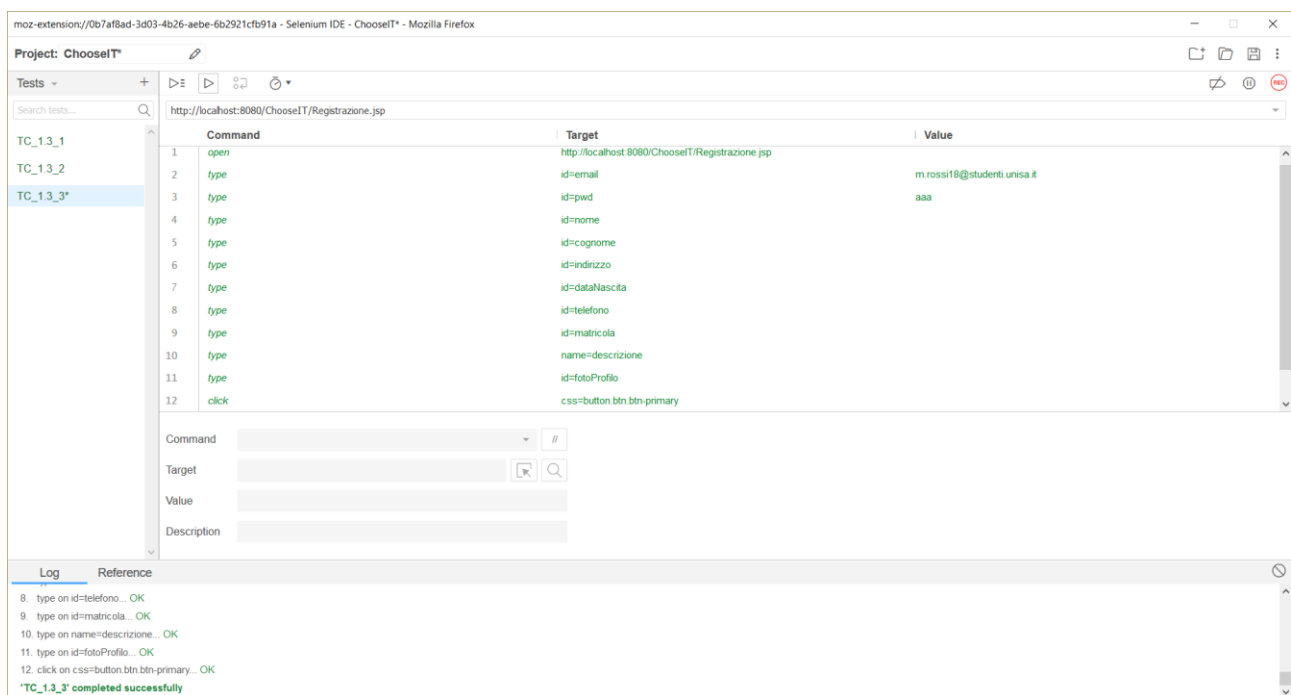 moz-extension://0b7af8ad-3d03-4b26-aebe-6b2921cfb91a - Selenium IDE - ChooseIT* - Mozilla Firefox
Project: ChooseIT*
Tests
Search tests...
REC
http://localhost:8080/ChooseIT/Registrazione.jsp
TC_1.3_1
TC_1.3_2
TC_1.3_3*
Command Target Value
1 open http://localhost:8080/ChooseIT/Registrazione.jsp
2 type id=email m.rossi18@studenti.unisa.it
3 type id=pwd aaa
4 type id=nome
5 type id=cognome
6 type id=indirizzo
7 type id=dataNascita
8 type id=telefono
9 type id=matricola
10 type name=descrizione
11 type id=fotoProfilo
12 click css=button.btn.btn-primary
Command //
Target
Value
Description
Log Reference
8. type on id=telefono... OK
9. type on id=matricola... OK
10. type on name=descrizione... OK
11. type on id=fotoProfilo... OK
12. click on css=button.btn.btn-primary... OK
'TC_1.3_3' completed successfully